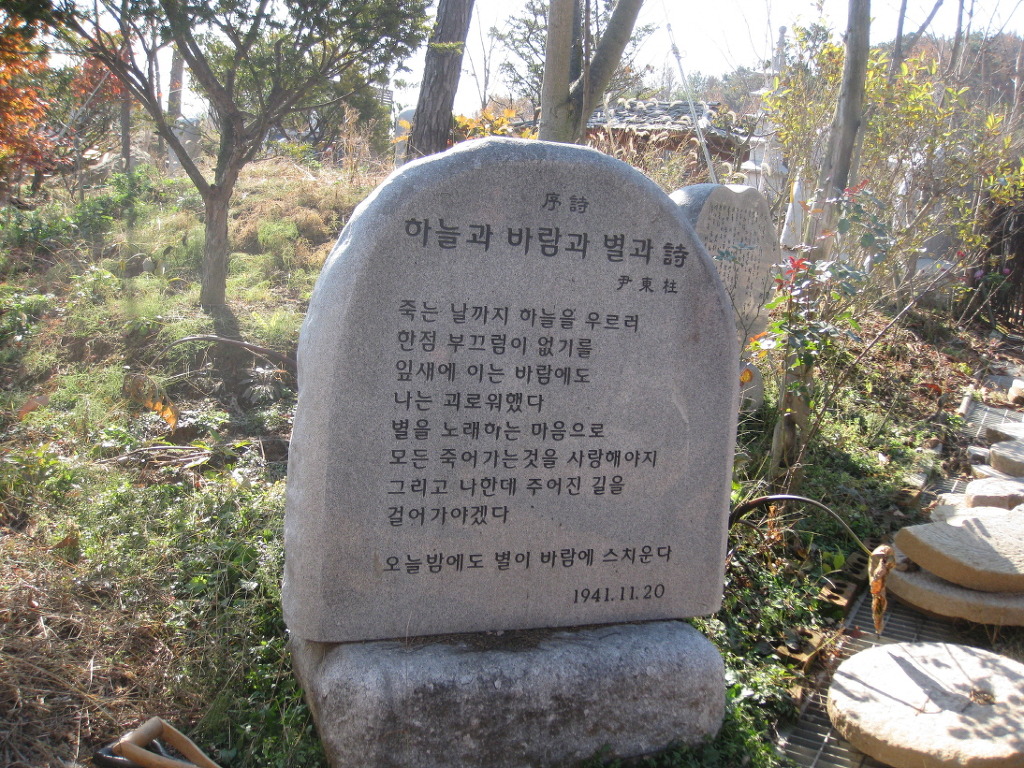 序詩
하늘과 바람과 별과 詩
尹東柱
죽는 날까지 하늘을 우르러
한점 부끄럼이 없기를
잎새에 이는 바람에도
나는 괴로워했다
별을 노래하는 마음으로
모든 죽어가는것을 사랑해야지
그리고 나한데 주어진 길을
걸어가야겠다
오늘밤에도 별이 바람에 스치운다
1941.11.20